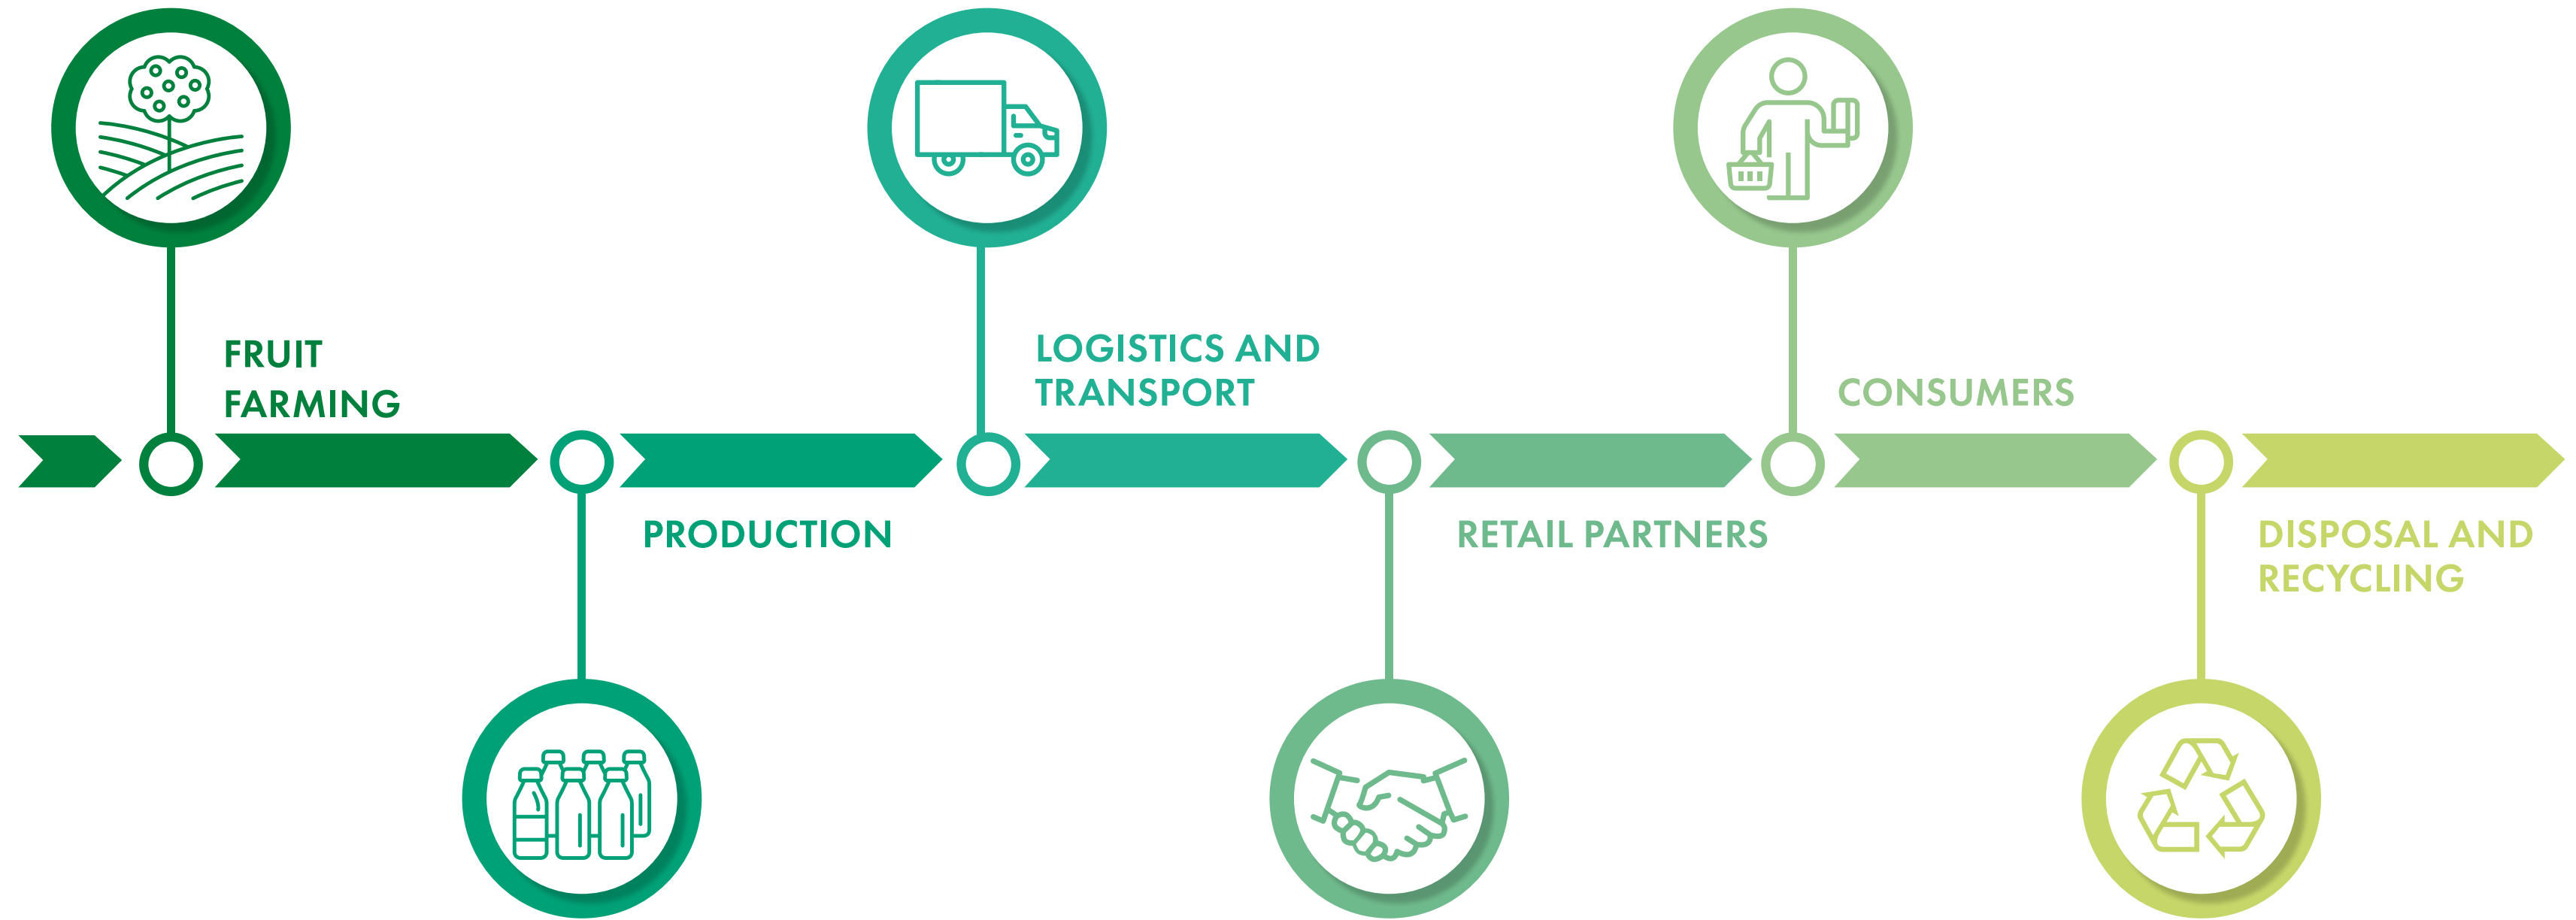 FRUIT
FARMING
PRODUCTION
LOGISTICS AND
TRANSPORT
RETAIL PARTNERS
CONSUMERS
DISPOSAL AND
RECYCLING